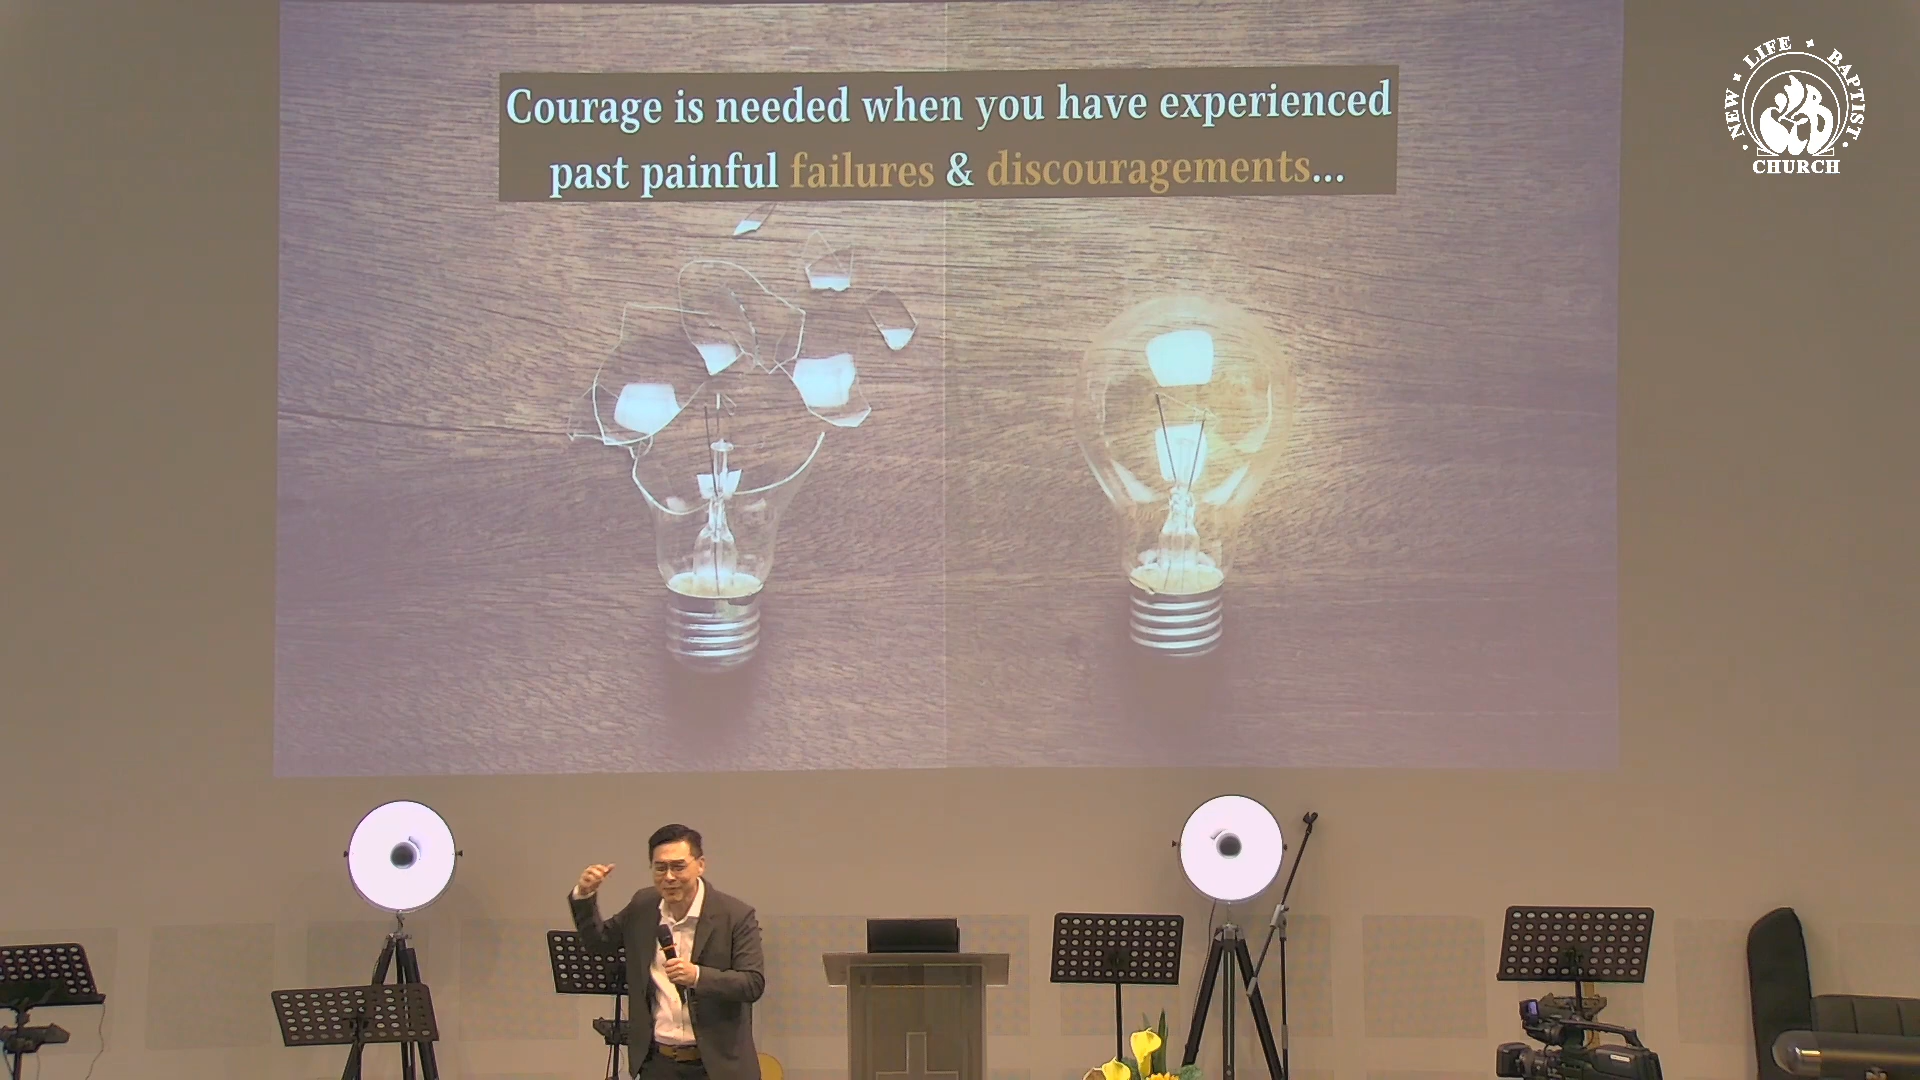 Courage is needed when you have experienced
past painful failures & discouragements...
NEW • LIFE • BAPTIST • CHURCH